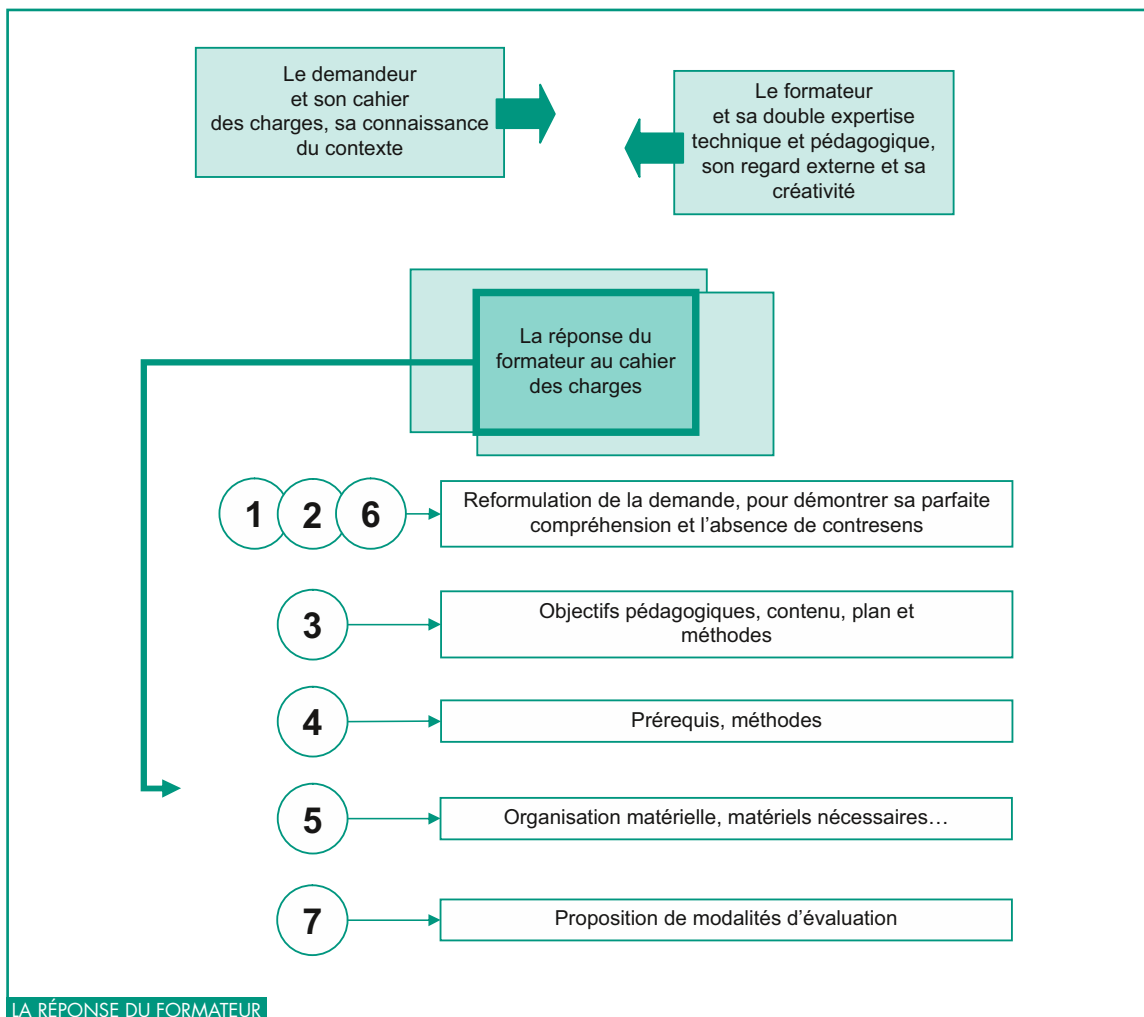 Le demandeur
et son cahier
des charges, sa connaissance
du contexte
Le formateur
et sa double expertise
technique et pédagogique,
son regard externe et sa
créativité
La réponse du
formateur au cahier
des charges
1 2 6
Reformulation de la demande, pour démontrer sa parfaite
compréhension et l’absence de contresens
3
Objectifs pédagogiques, contenu, plan et
méthodes
4
Prérequis, méthodes
5
Organisation matérielle, matériels nécessaires…
7
Proposition de modalités d’évaluation
LA RÉPONSE DU FORMATEUR